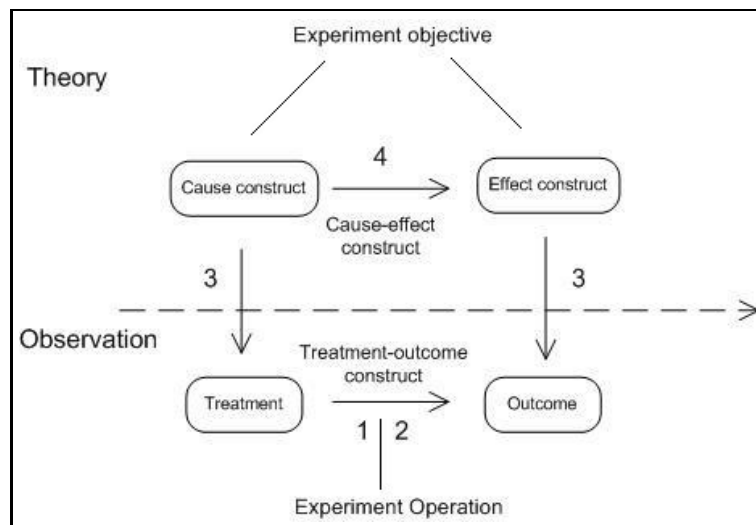 Experiment objective
Theory
4
Cause construct
Effect construct
Cause-effect
construct
3
3
Observation
Treatment-outcome
construct
Treatment
Outcome
1
2
Experiment Operation